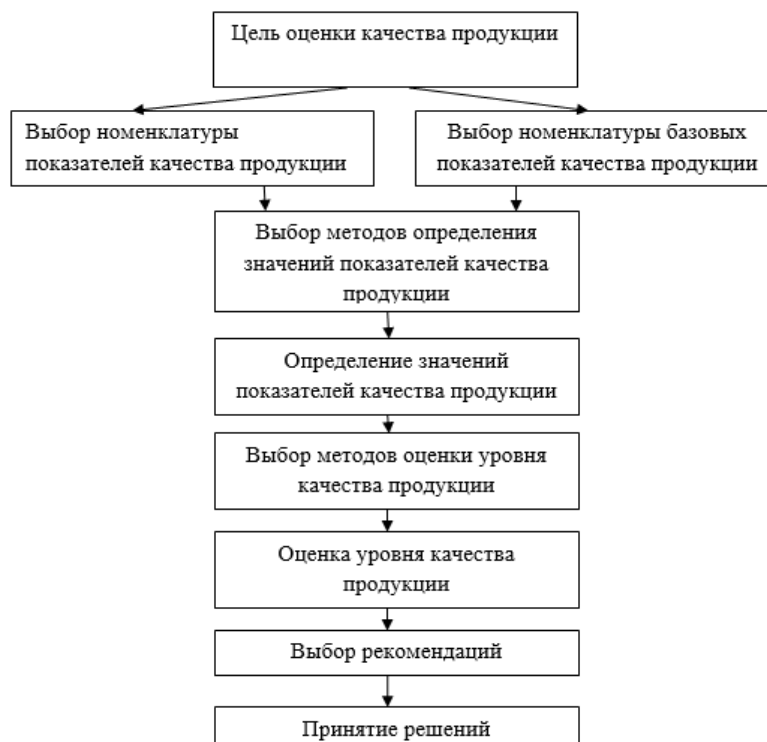 Цель оценки качества продукции
Выбор номенклатуры
показателей качества продукции
Выбор номенклатуры базовых
показателей качества продукции
Выбор методов определения
значений показателей качества
продукции
Определение значений
показателей качества продукции
Выбор методов оценки уровня
качества продукции
Оценка уровня качества
продукции
Выбор рекомендаций
Принятие решений